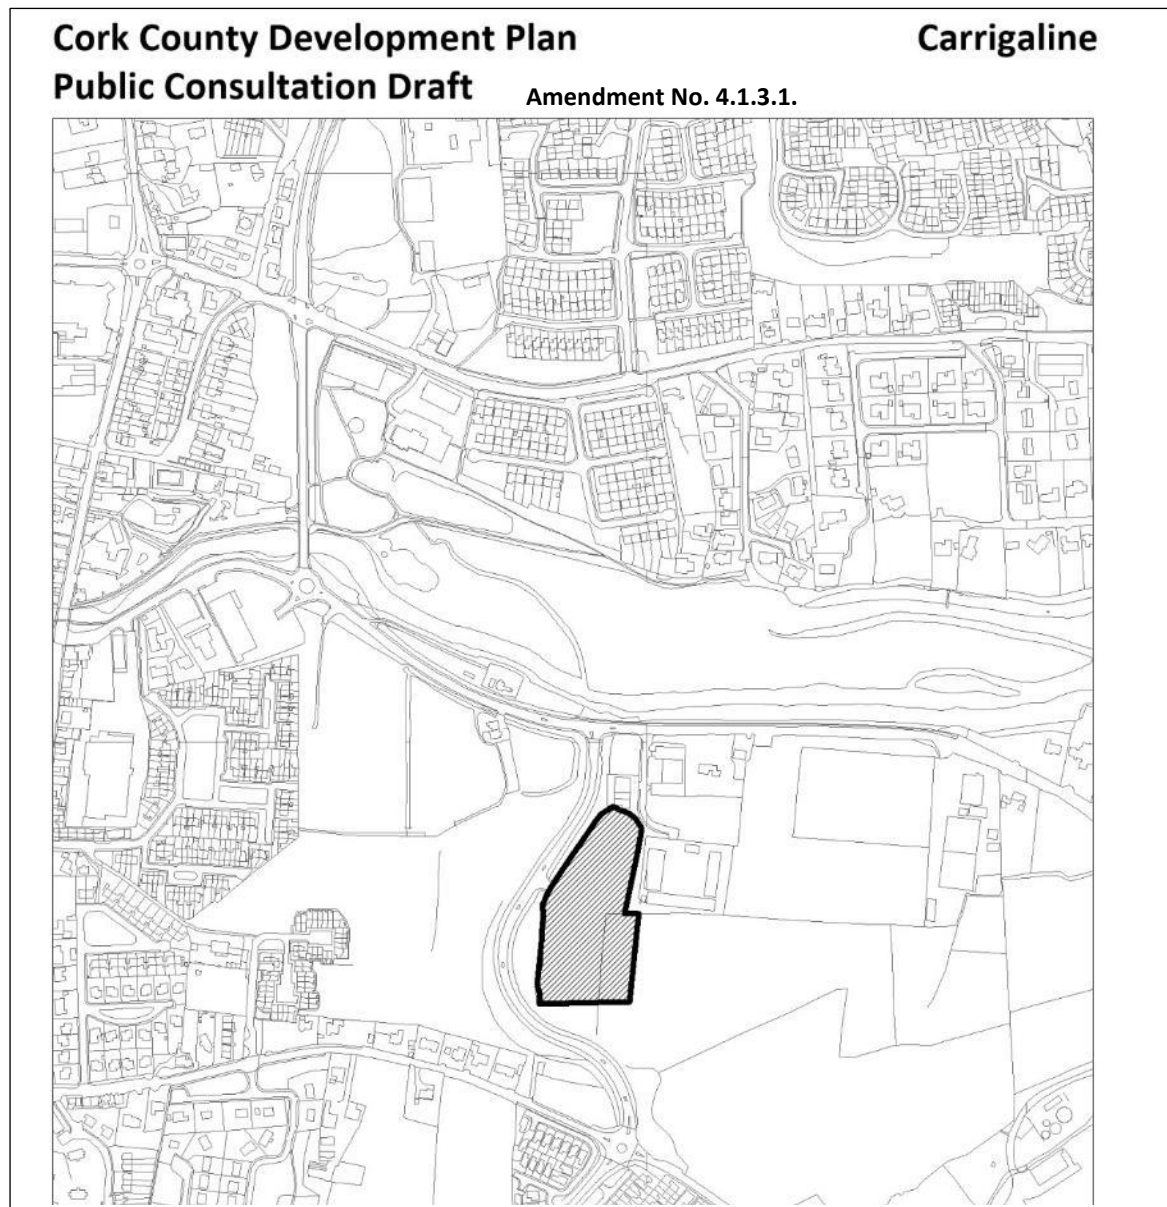 Cork County Development Plan
Carrigaline
Public Consultation Draft
Amendment No. 4.1.3.1.